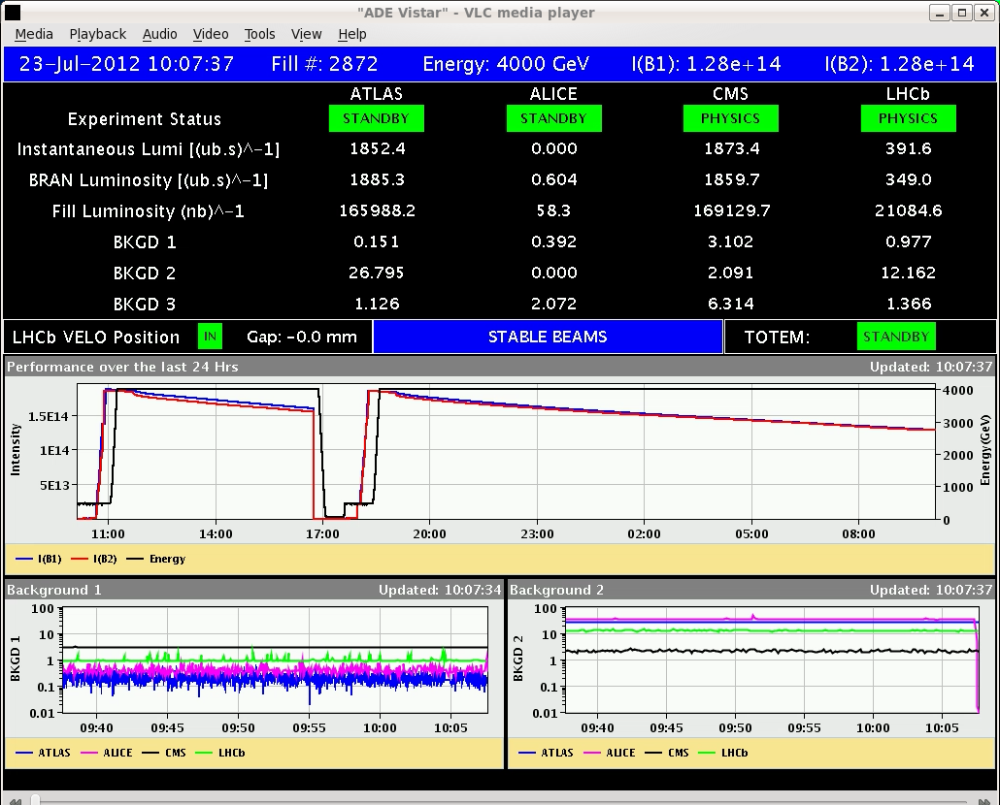 "ADE Vistar" - VLC media player
Media Playback Audio Video Tools View Help
23-Jul-2012 10:07:37 Fill #: 2872 Energy: 4000 GeV I(B1): 1.28e+14 I(B2): 1.28e+14
ATLAS ALICE CMS LHCb
Experiment Status STANDBY STANDBY PHYSICS PHYSICS
Instantaneous Lumi [(ub.s)^-1] 1852.4 0.000 1873.4 391.6
BRAN Luminosity [(ub.s)^-1] 1885.3 0.604 1859.7 349.0
Fill Luminosity (nb)^-1 165988.2 58.3 169129.7 21084.6
BKGD 1 0.151 0.392 3.102 0.977
BKGD 2 26.795 0.000 2.091 12.162
BKGD 3 1.126 2.072 6.314 1.366
LHCb VELO Position IN Gap: -0.0 mm STABLE BEAMS TOTEM: STANDBY
Performance over the last 24 Hrs Updated: 10:07:37
Intensity
1.5E14
1E14
5E13
4000
3000
2000
1000
0
Energy(GeV)
11:00 14:00 17:00 20:00 23:00 02:00 05:00 08:00
I(B1) I(B2) Energy
Background 1 Updated: 10:07:34
BKGD 1
100
10
1
0.1
0.01
09:40 09:45 09:50 09:55 10:00 10:05
ATLAS ALICE CMS LHCb
Background 2 Updated: 10:07:37
BKGD 2
100
10
1
0.1
0.01
09:40 09:45 09:50 09:55 10:00 10:05
ATLAS ALICE CMS LHCb